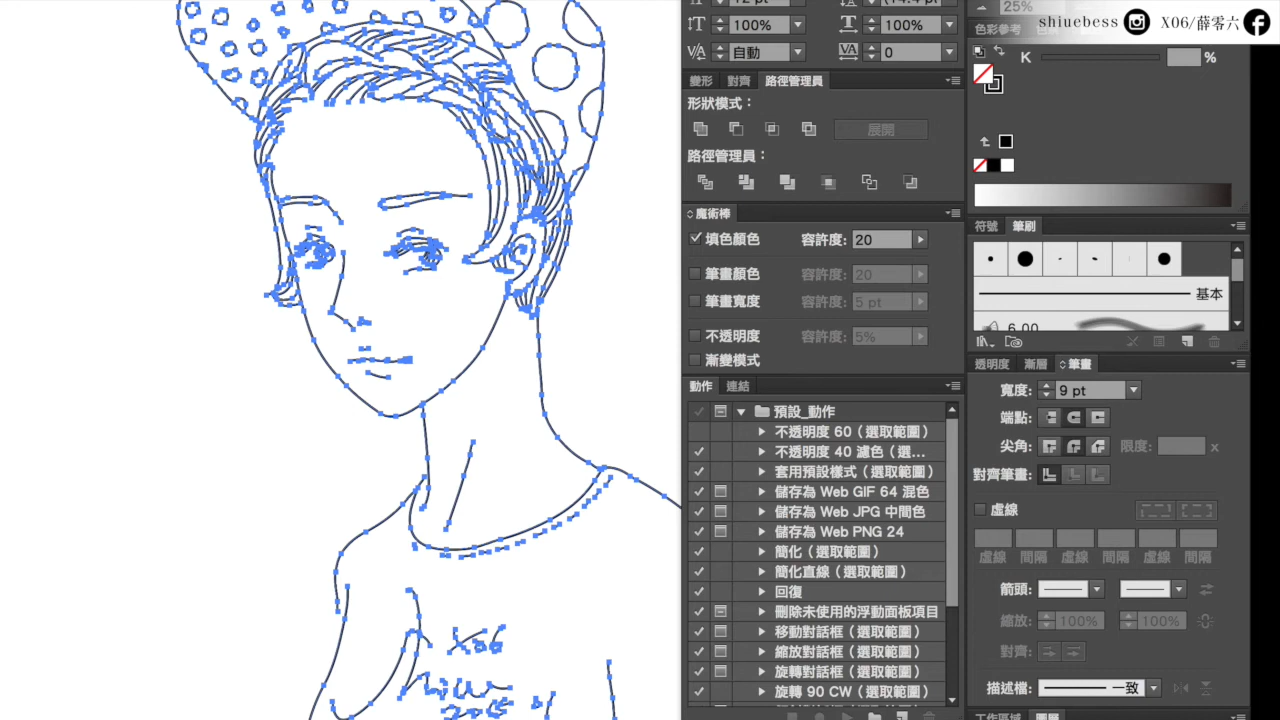 shiuebess X06/薛零六
12 pt (14.4 pt
100% 100%
自動 0
25%
色彩參考
K %
變形 對齊 路徑管理員
形狀模式：
展開
路徑管理員：
魔術棒
填色顏色 容許度: 20
筆畫顏色 容許度: 20
筆畫寬度 容許度: 5 pt
不透明度 容許度: 5%
漸變模式
動作 連結
預設_動作
不透明度 60（選取範圍）
不透明度 40 濾色（選...
套用預設樣式（選取範圍）
儲存為 Web GIF 64 混色
儲存為 Web JPG 中間色
儲存為 Web PNG 24
簡化（選取範圍）
簡化直線（選取範圍）
回復
刪除未使用的浮動面板項目
移動對話框（選取範圍）
縮放對話框（選取範圍）
旋轉對話框（選取範圍）
旋轉 90 CW（選取範圍）
符號 筆刷
基本
6.00
透明度 漸層 筆畫
寬度: 9 pt
端點:
尖角: 限度: x
對齊筆畫:
虛線
虛線 間隔 虛線 間隔 虛線 間隔
箭頭:
縮放: 100% 100%
對齊:
描述檔: 一致
工作區域 圖層
X06
2015